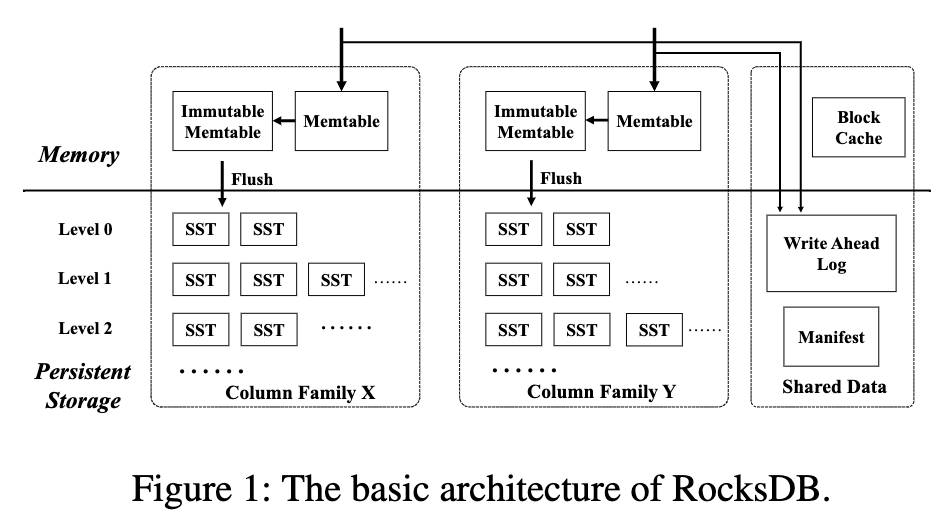 Immutable
Memtable
Memtable
Immutable
Memtable
Memtable
Block
Cache
Memory
Flush
Flush
Level 0
SST SST
SST SST
Write Ahead
Log
Level 1
SST SST SST ……
SST SST ……
Level 2
SST SST ……
SST SST SST ……
Manifest
Persistent
Storage
……
Column Family X
……
Column Family Y
Shared Data
Figure 1: The basic architecture of RocksDB.